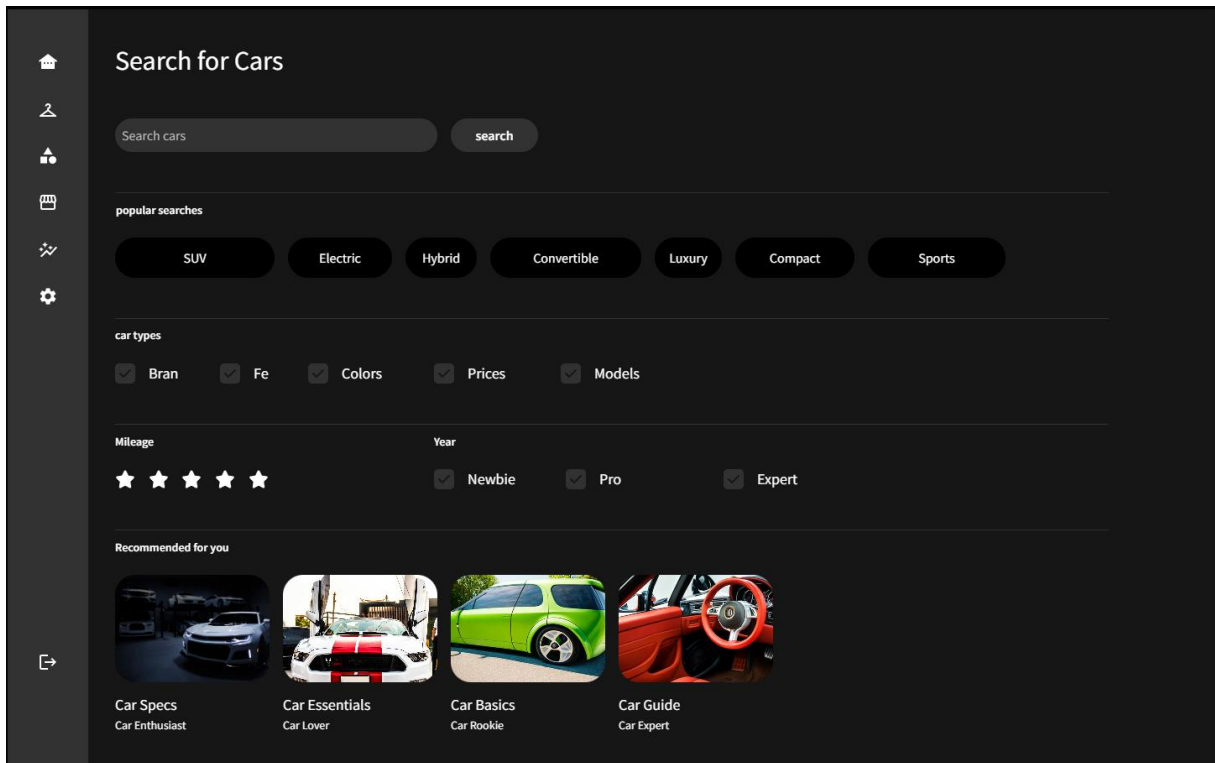 Search for Cars
Search cars
search
popular searches
SUV Electric Hybrid Convertible Luxury Compact Sports
car types
Bran Fe Colors Prices Models
Mileage Year
Newbie Pro Expert
Recommended for you
Car Specs Car Essentials Car Basics Car Guide
Car Enthusiast Car Lover Car Rookie Car Expert